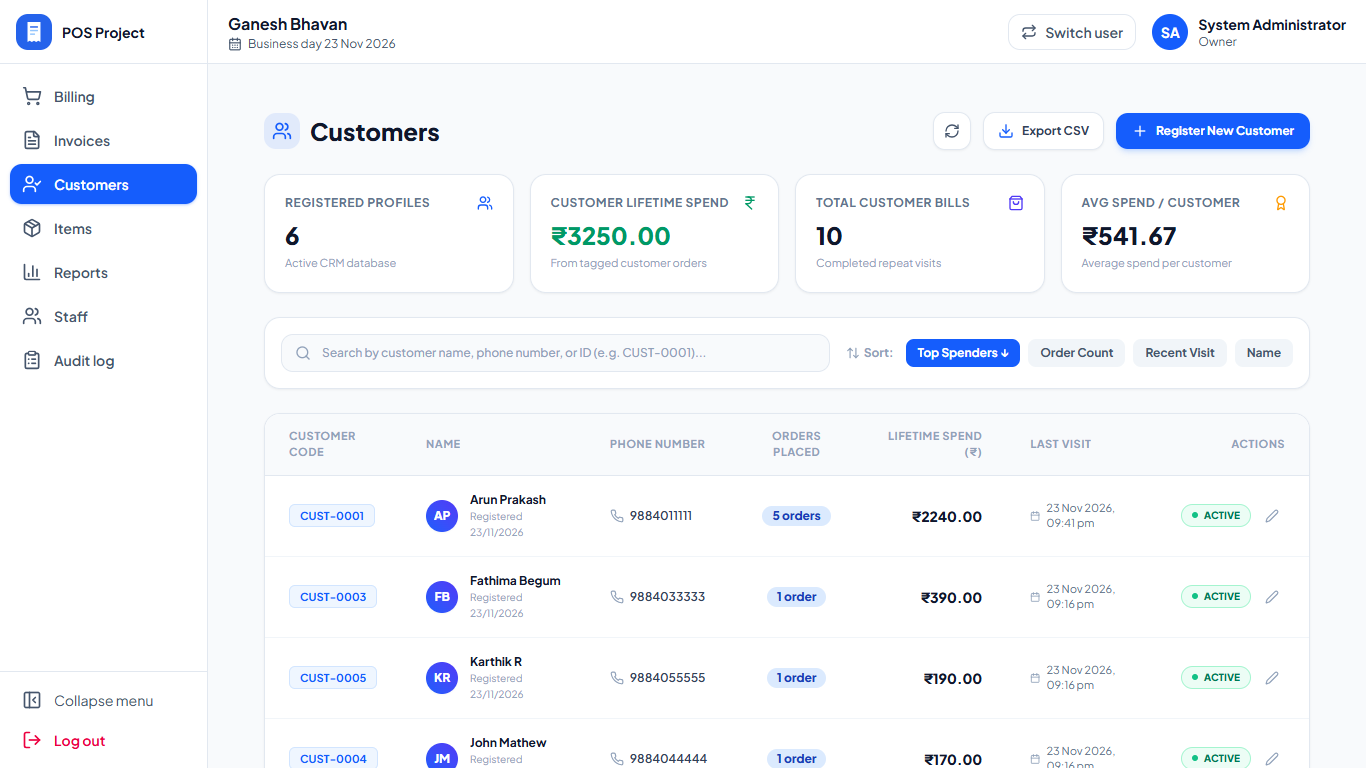 POS Project
Ganesh Bhavan
Business day 23 Nov 2026
Switch user
SA
System Administrator
Owner
Billing
Invoices
Customers
Items
Reports
Staff
Audit log
Collapse menu
Log out
Customers
Export CSV
Register New Customer
REGISTERED PROFILES
6
Active CRM database
CUSTOMER LIFETIME SPEND ₹
₹3250.00
From tagged customer orders
TOTAL CUSTOMER BILLS
10
Completed repeat visits
AVG SPEND / CUSTOMER
₹541.67
Average spend per customer
Search by customer name, phone number, or ID (e.g. CUST-0001)...
Sort:
Top Spenders ↓
Order Count
Recent Visit
Name
CUSTOMER CODE
NAME
PHONE NUMBER
ORDERS PLACED
LIFETIME SPEND (₹)
LAST VISIT
ACTIONS
CUST-0001
AP
Arun Prakash
Registered
23/11/2026
9884011111
5 orders
₹2240.00
23 Nov 2026,
09:41 pm
ACTIVE
CUST-0003
FB
Fathima Begum
Registered
23/11/2026
9884033333
1 order
₹390.00
23 Nov 2026,
09:16 pm
ACTIVE
CUST-0005
KR
Karthik R
Registered
23/11/2026
9884055555
1 order
₹190.00
23 Nov 2026,
09:16 pm
ACTIVE
CUST-0004
JM
John Mathew
Registered
9884044444
1 order
₹170.00
23 Nov 2026,
09:16 pm
ACTIVE